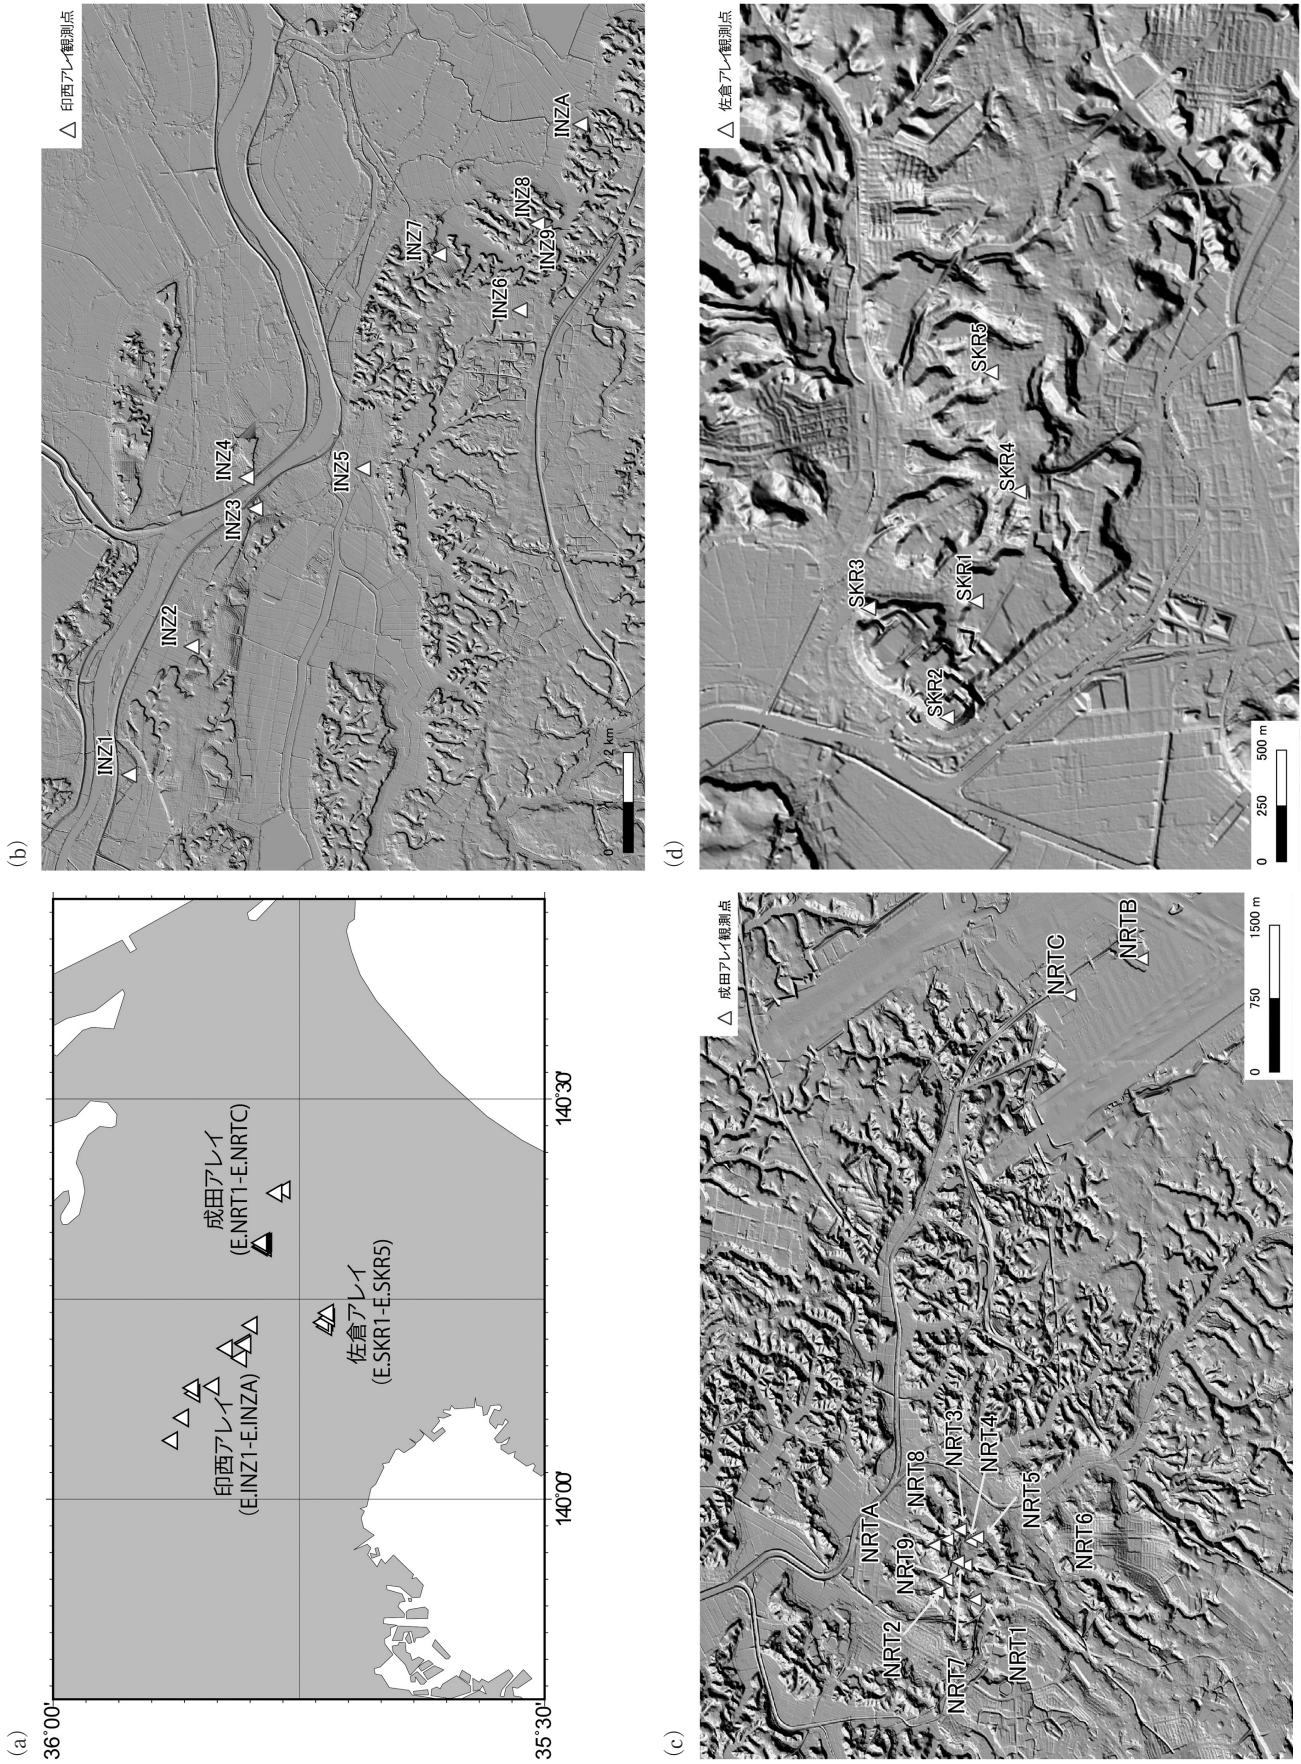 (a)
36°00'
35°30'
140°00'
140°30'
印西アレイ
(E.INZ1-E.INZA)
成田アレイ
(E.NRT1-E.NRTC)
佐倉アレイ
(E.SKR1-E.SKR5)
(b)
△ 印西アレイ観測点
INZ1
INZ2
INZ3
INZ4
INZ5
INZ6
INZ7
INZ8
INZ9
INZA
0 2 km
(c)
△ 成田アレイ観測点
NRTA
NRT9
NRT8
NRT2
NRT3
NRT4
NRT7
NRT5
NRT1
NRT6
NRTC
NRTB
0 750 1500 m
(d)
△ 佐倉アレイ観測点
SKR3
SKR2
SKR1
SKR4
SKR5
0 250 500 m